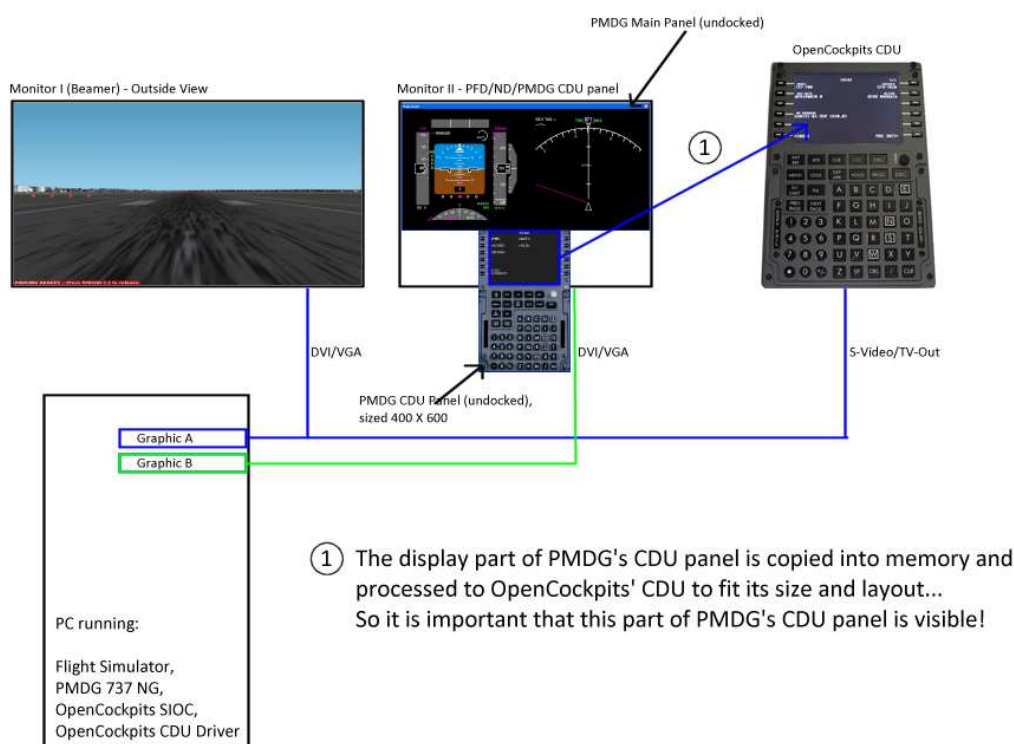 PMDG Main Panel (undocked)
OpenCockpits CDU
Monitor I (Beamer) - Outside View
Monitor II - PFD/ND/PMDG CDU panel
1
DVI/VGA
DVI/VGA
S-Video/TV-Out
PMDG CDU Panel (undocked),
sized 400 X 600
Graphic A
Graphic B
1 The display part of PMDG's CDU panel is copied into memory and
processed to OpenCockpits' CDU to fit its size and layout...
So it is important that this part of PMDG's CDU panel is visible!
PC running:
Flight Simulator,
PMDG 737 NG,
OpenCockpits SIOC,
OpenCockpits CDU Driver